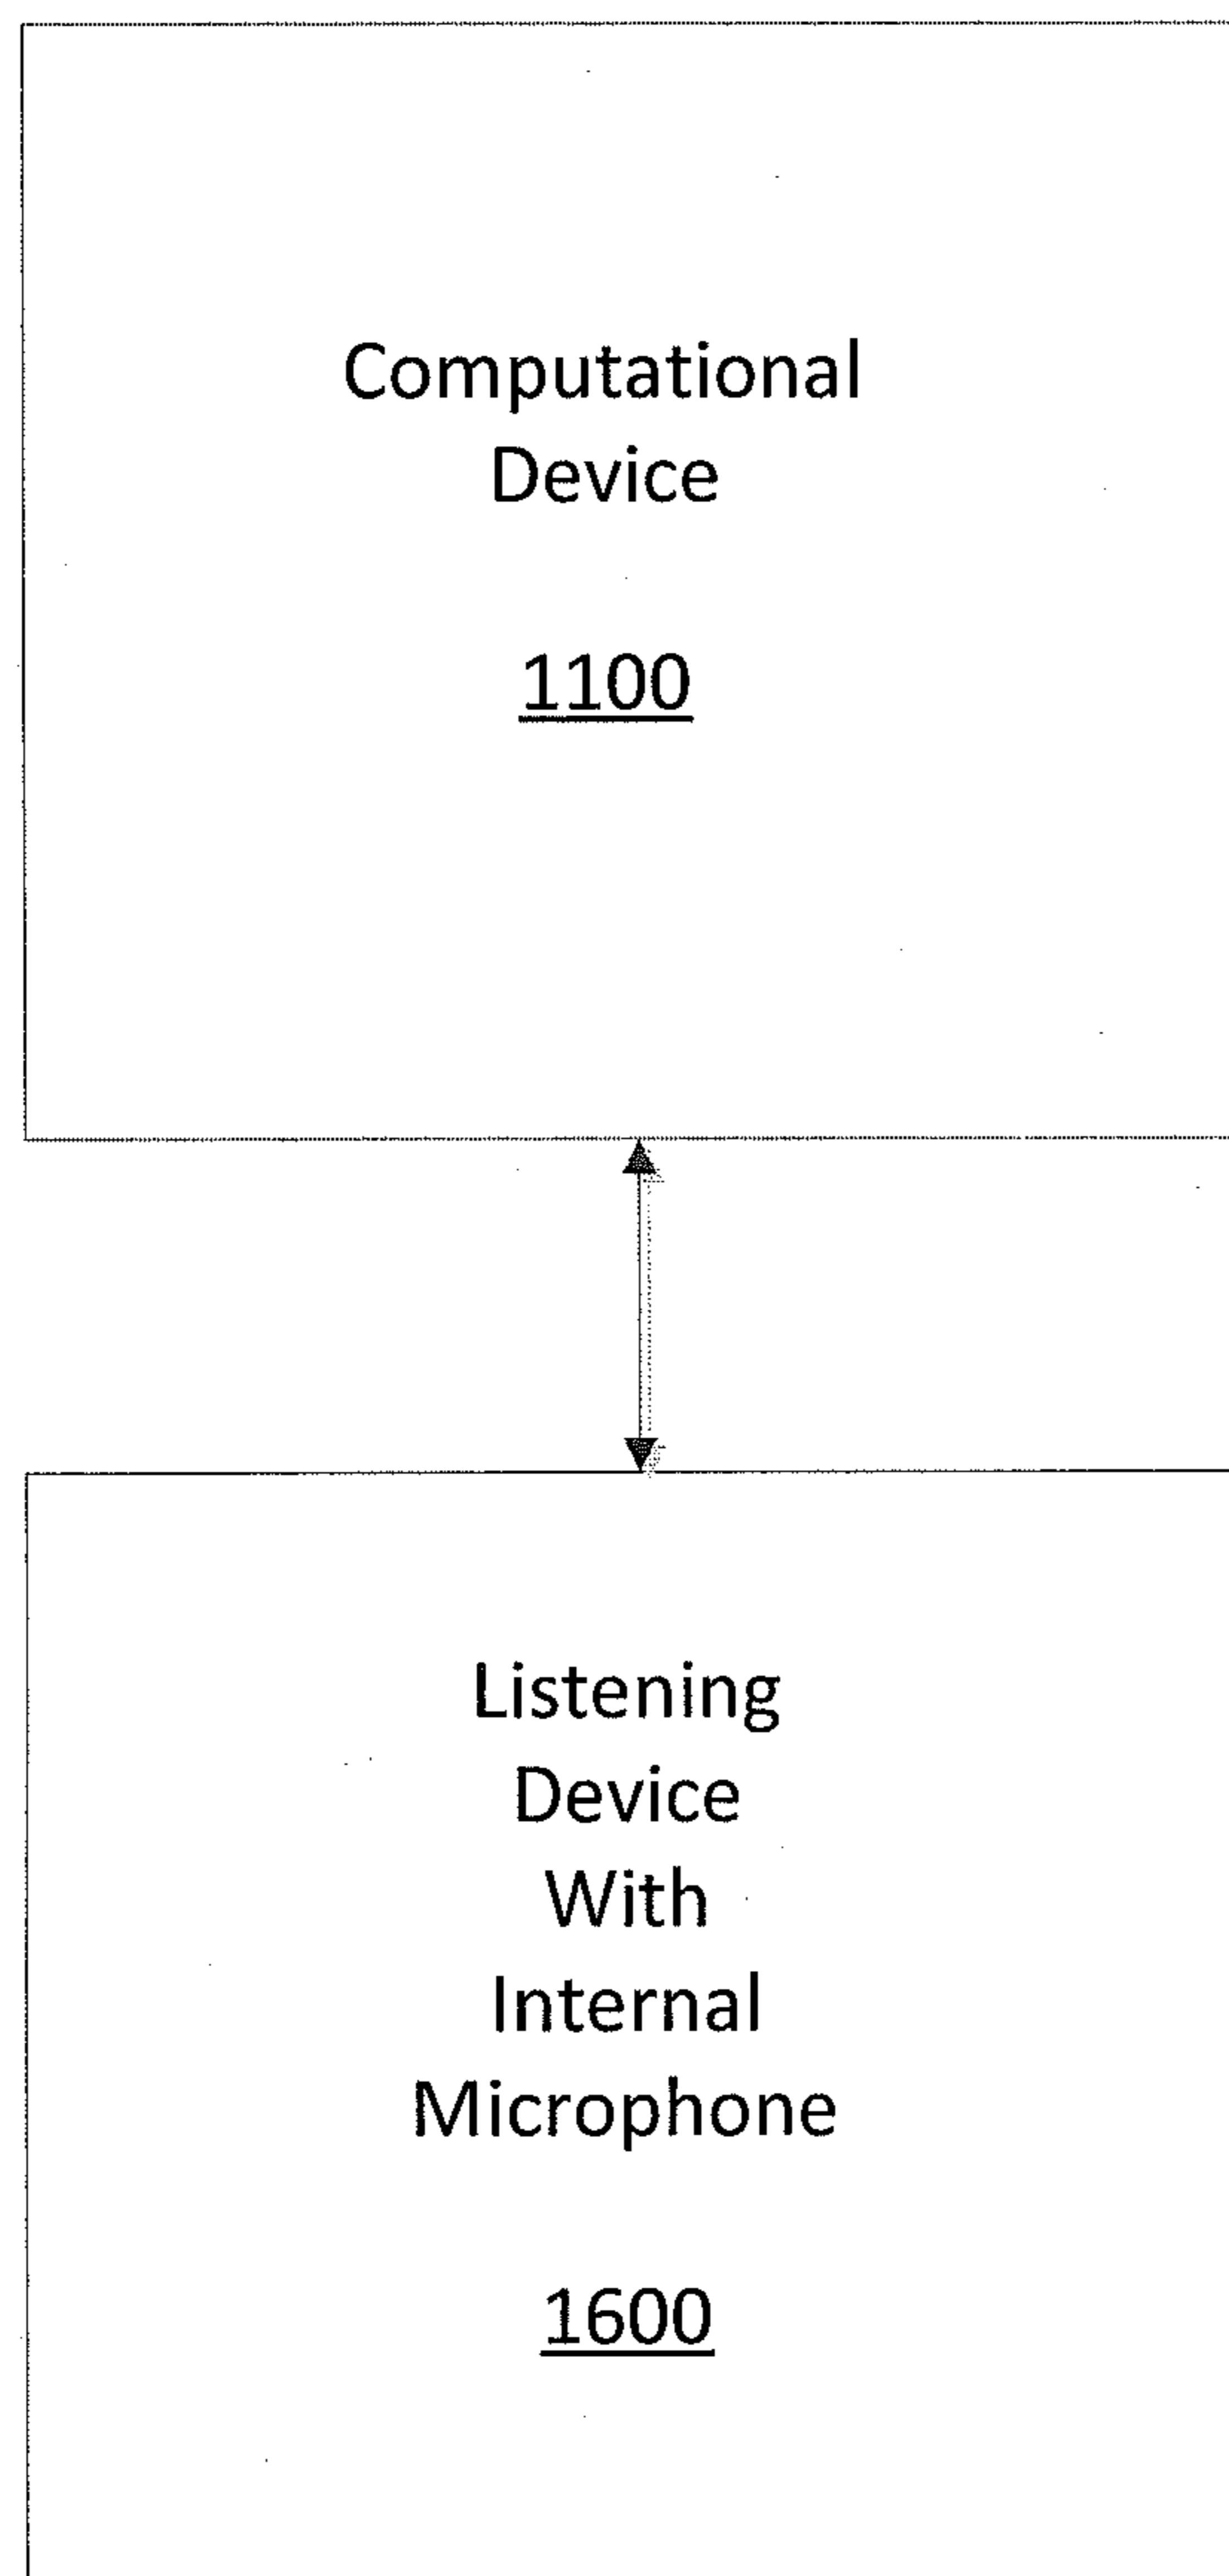 Computational
Device
1100
Listening
Device
With
Internal
Microphone
1600